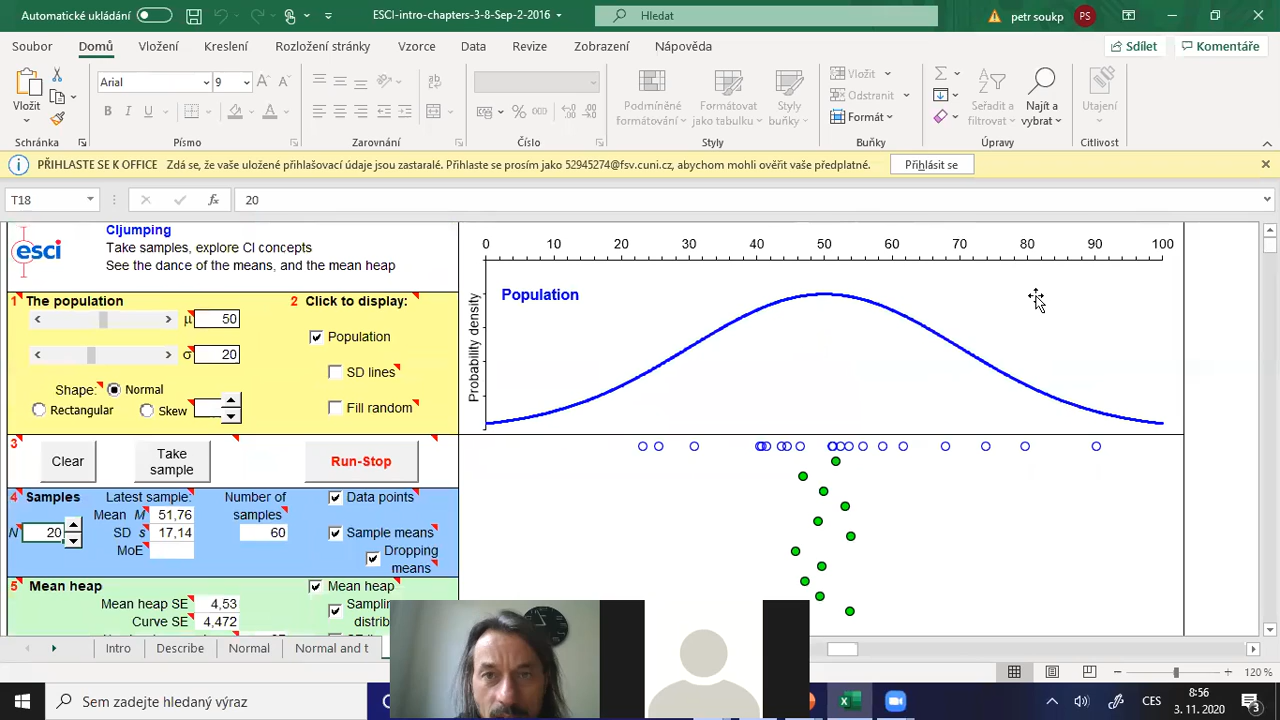 Automatické ukládání
ESCI-intro-chapters-3-8-Sep-2-2016
Hledat
petr soukp
PS
Soubor Domů Vložení Kreslení Rozložení stránky Vzorce Data Revize Zobrazení Nápověda
Sdílet Komentáře
Vložit
Arial 9
B I U
Podmíněné formátování
Formátovat jako tabulku
Styly buňky
Vložit
Odstranit
Formát
Seřadit a filtrovat
Najít a vybrat
Utajení
Schránka Písmo Zarovnání Číslo Styly Buňky Úpravy Citlivost
PŘIHLASTE SE K OFFICE Zdá se, že vaše uložené přihlašovací údaje jsou zastaralé. Přihlaste se prosím jako 52945274@fsv.cuni.cz, abychom mohli ověřit vaše předplatné. Přihlásit se
T18 fx 20
esci
CIjumping
Take samples, explore CI concepts
See the dance of the means, and the mean heap
0 10 20 30 40 50 60 70 80 90 100
Population
Probability density
1 The population
μ 50
σ 20
Shape: Normal
Rectangular Skew
2 Click to display:
Population
SD lines
Fill random
3
Clear
Take sample
Run-Stop
4 Samples
Latest sample:
Number of samples
Mean M 51,76
N 20 SD s 17,14 60
MoE
Data points
Sample means
Dropping means
5 Mean heap
Mean heap
Mean heap SE 4,53
Curve SE 4,472
Intro Describe Normal Normal and t
120 %
Sem zadejte hledaný výraz
CES
8:56
3. 11. 2020
3